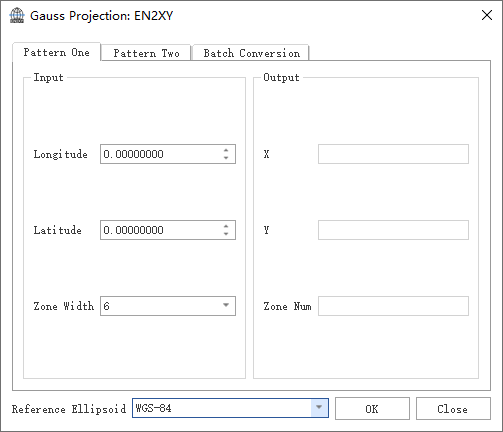 Gauss Projection: EN2XY
Pattern One
Pattern Two
Batch Conversion
Input
Output
Longitude
0.00000000
X
Latitude
0.00000000
Y
Zone Width
6
Zone Num
Reference Ellipsoid
WGS-84
OK
Close